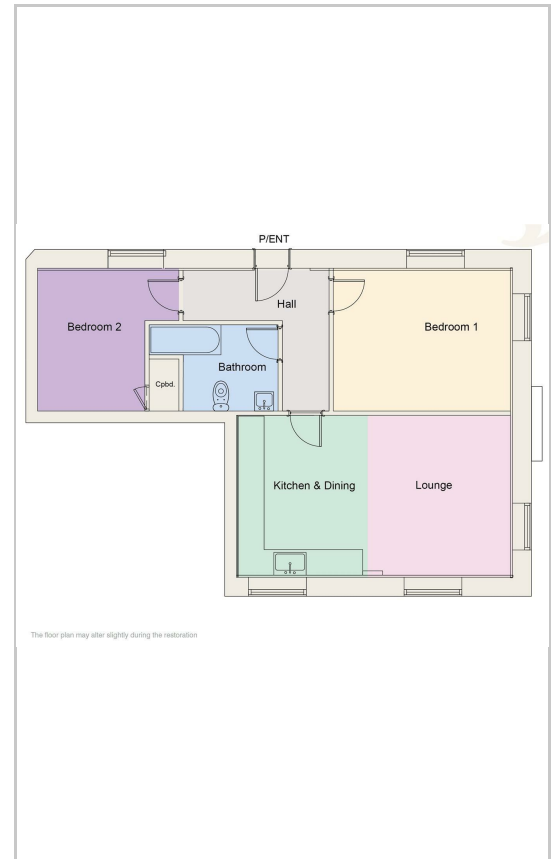 P/ENT
Hall
Bedroom 2
Bedroom 1
Bathroom
Cpbd.
Kitchen & Dining
Lounge
The floor plan may alter slightly during the restoration